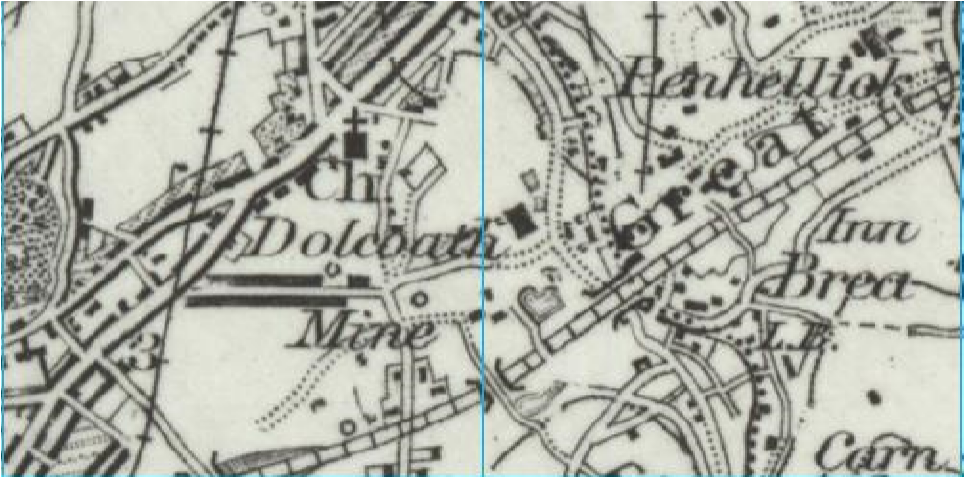 Penhellick
Great
Ch.
Dolcoath
Inn
Brea
Mine
L.B.
3
Carn